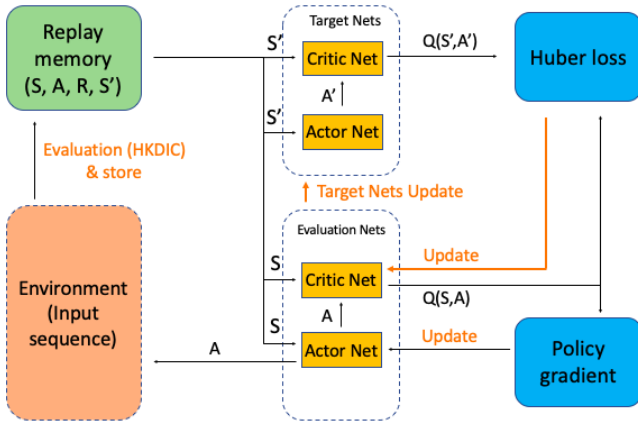 Replay
memory
(S, A, R, S’)
Evaluation (HKDIC)
& store
Environment
(Input
sequence)
S’
S’
Target Nets
Critic Net
A’
Actor Net
Q(S’,A’)
Huber loss
Target Nets Update
Evaluation Nets
S
Critic Net
A
S
Actor Net
A
Update
Q(S,A)
Update
Policy
gradient